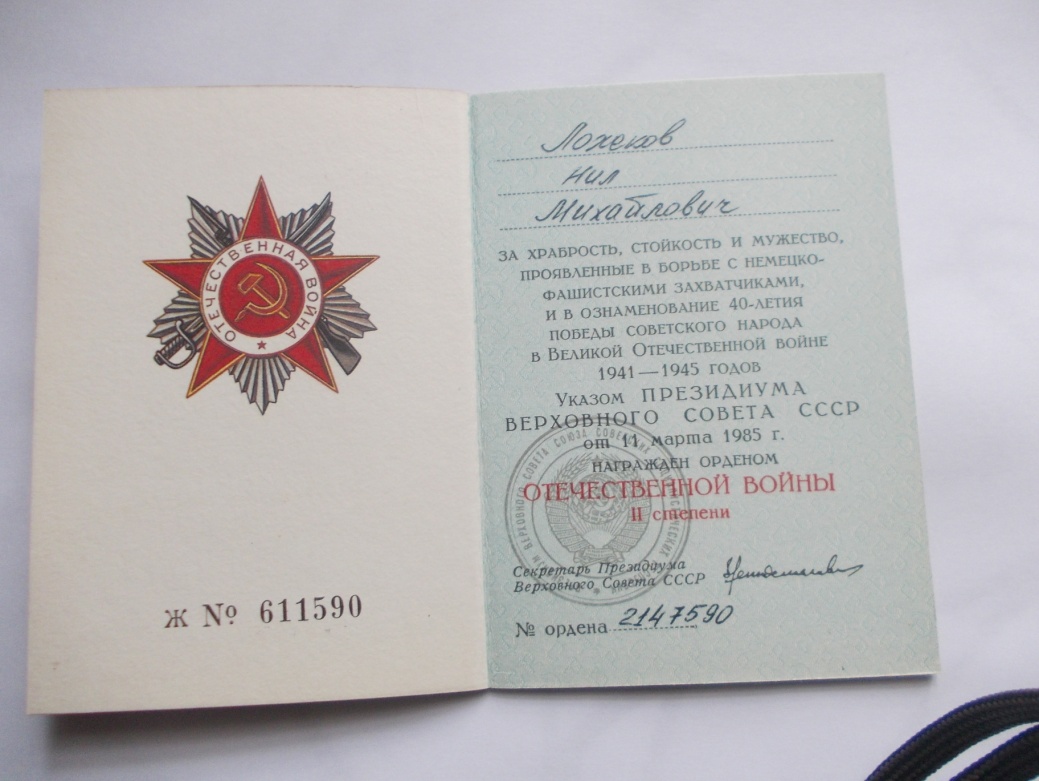 ОТЕЧЕСТВЕННАЯ ВОЙНА
Ж № 611590
Лохеков
Нил
Михайлович
ЗА ХРАБРОСТЬ, СТОЙКОСТЬ И МУЖЕСТВО,
ПРОЯВЛЕННЫЕ В БОРЬБЕ С НЕМЕЦКО-
ФАШИСТСКИМИ ЗАХВАТЧИКАМИ,
И В ОЗНАМЕНОВАНИЕ 40-ЛЕТИЯ
ПОБЕДЫ СОВЕТСКОГО НАРОДА
В ВЕЛИКОЙ ОТЕЧЕСТВЕННОЙ ВОЙНЕ
1941—1945 ГОДОВ
УКАЗОМ ПРЕЗИДИУМА
ВЕРХОВНОГО СОВЕТА СССР
от 11 марта 1985 г.
НАГРАЖДЕН ОРДЕНОМ
ОТЕЧЕСТВЕННОЙ ВОЙНЫ
II степени
Секретарь Президиума
Верховного Совета СССР
№ ордена 2147590